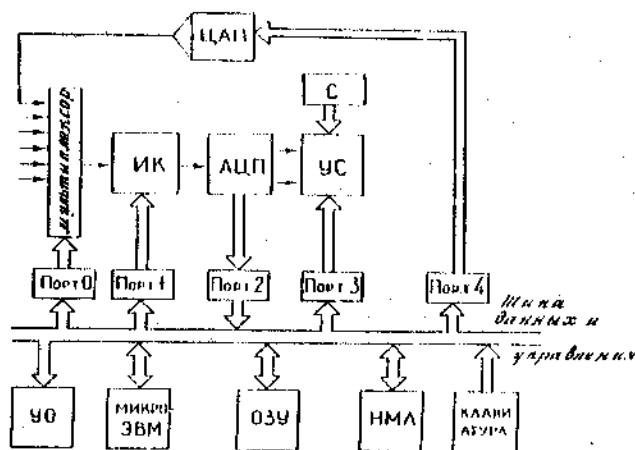 ЦАП
С
мультиплексор
ИК
АЦП
УС
Порт 0
Порт 1
Порт 2
Порт 3
Порт 4
Шина
данных и
управления
УО
МИКРО
ЭВМ
ОЗУ
НМЛ
КЛАВИ
АТУРА